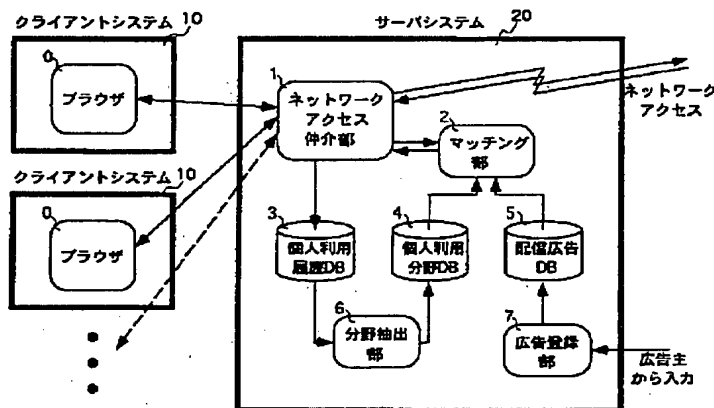 クライアントシステム 10
0
ブラウザ
クライアントシステム 10
0
ブラウザ
サーバシステム 20
1
ネットワーク
アクセス
仲介部
2
マッチング
部
ネットワーク
アクセス
3
個人利用
履歴DB
4
個人利用
分野DB
5
配信広告
DB
6
分野抽出
部
7
広告登録
部
広告主
から入力